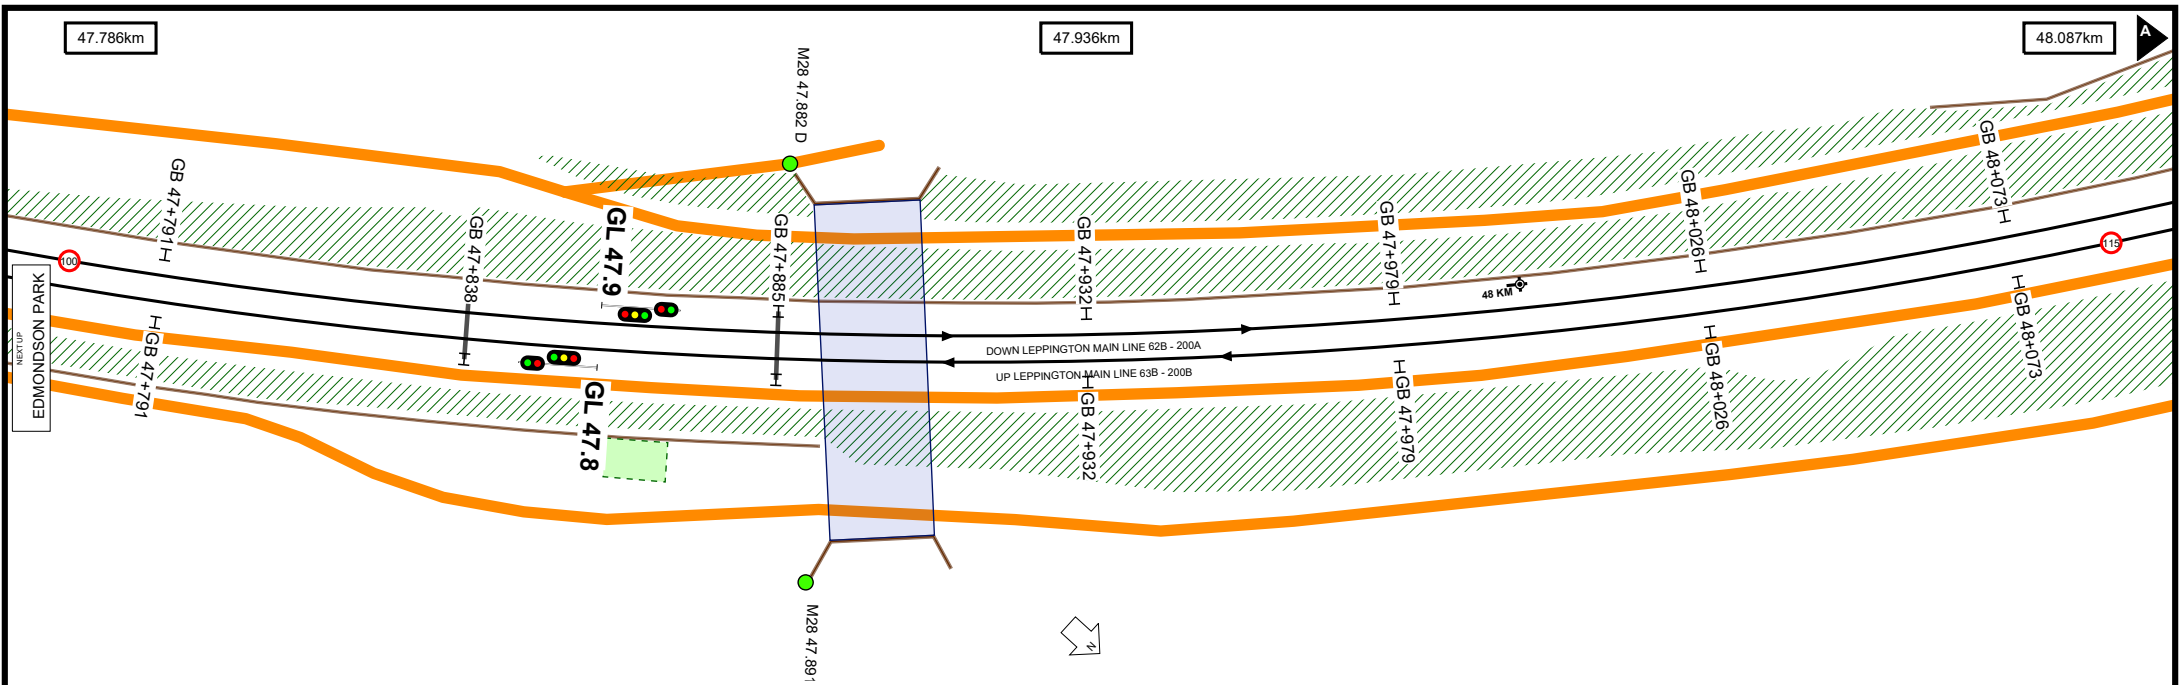 47.786km
47.936km
48.087km
A
M28 47.882 D
GB 47+791
GB 47+838
GL 47.9
GB 47+885
GB 47+932
GB 47+979
GB 48+026
GB 48+073
100
115
48 KM
NEXT UP
EDMONDSON PARK
DOWN LEPPINGTON MAIN LINE 62B - 200A
UP LEPPINGTON MAIN LINE 63B - 200B
GB 47+791
GL 47.8
GB 47+932
GB 47+979
GB 48+026
GB 48+073
M28 47.891
N